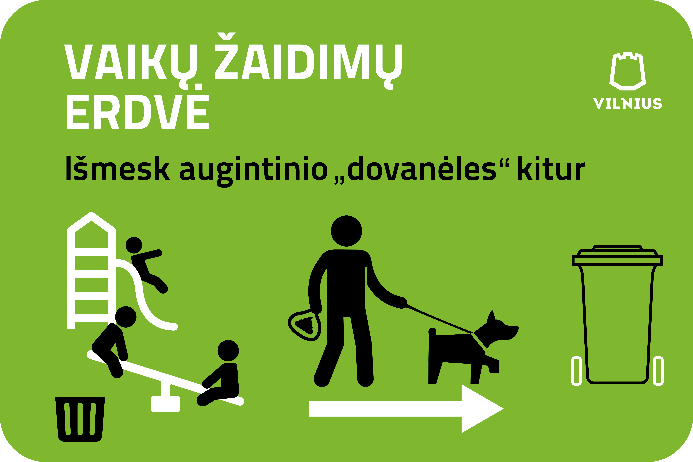 VAIKŲ ŽAIDIMŲ
ERDVĖ
VILNIUS
Išmesk augintinio „dovanėles“ kitur